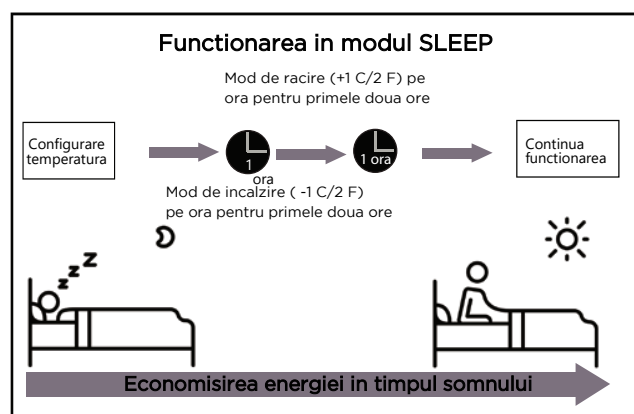 Functionarea in modul SLEEP
Mod de racire (+1 C/2 F) pe
ora pentru primele doua ore
Configurare
temperatura
1
ora
1 ora
Continua
functionarea
Mod de incalzire ( -1 C/2 F)
pe ora pentru primele doua ore
z z z
Economisirea energiei in timpul somnului